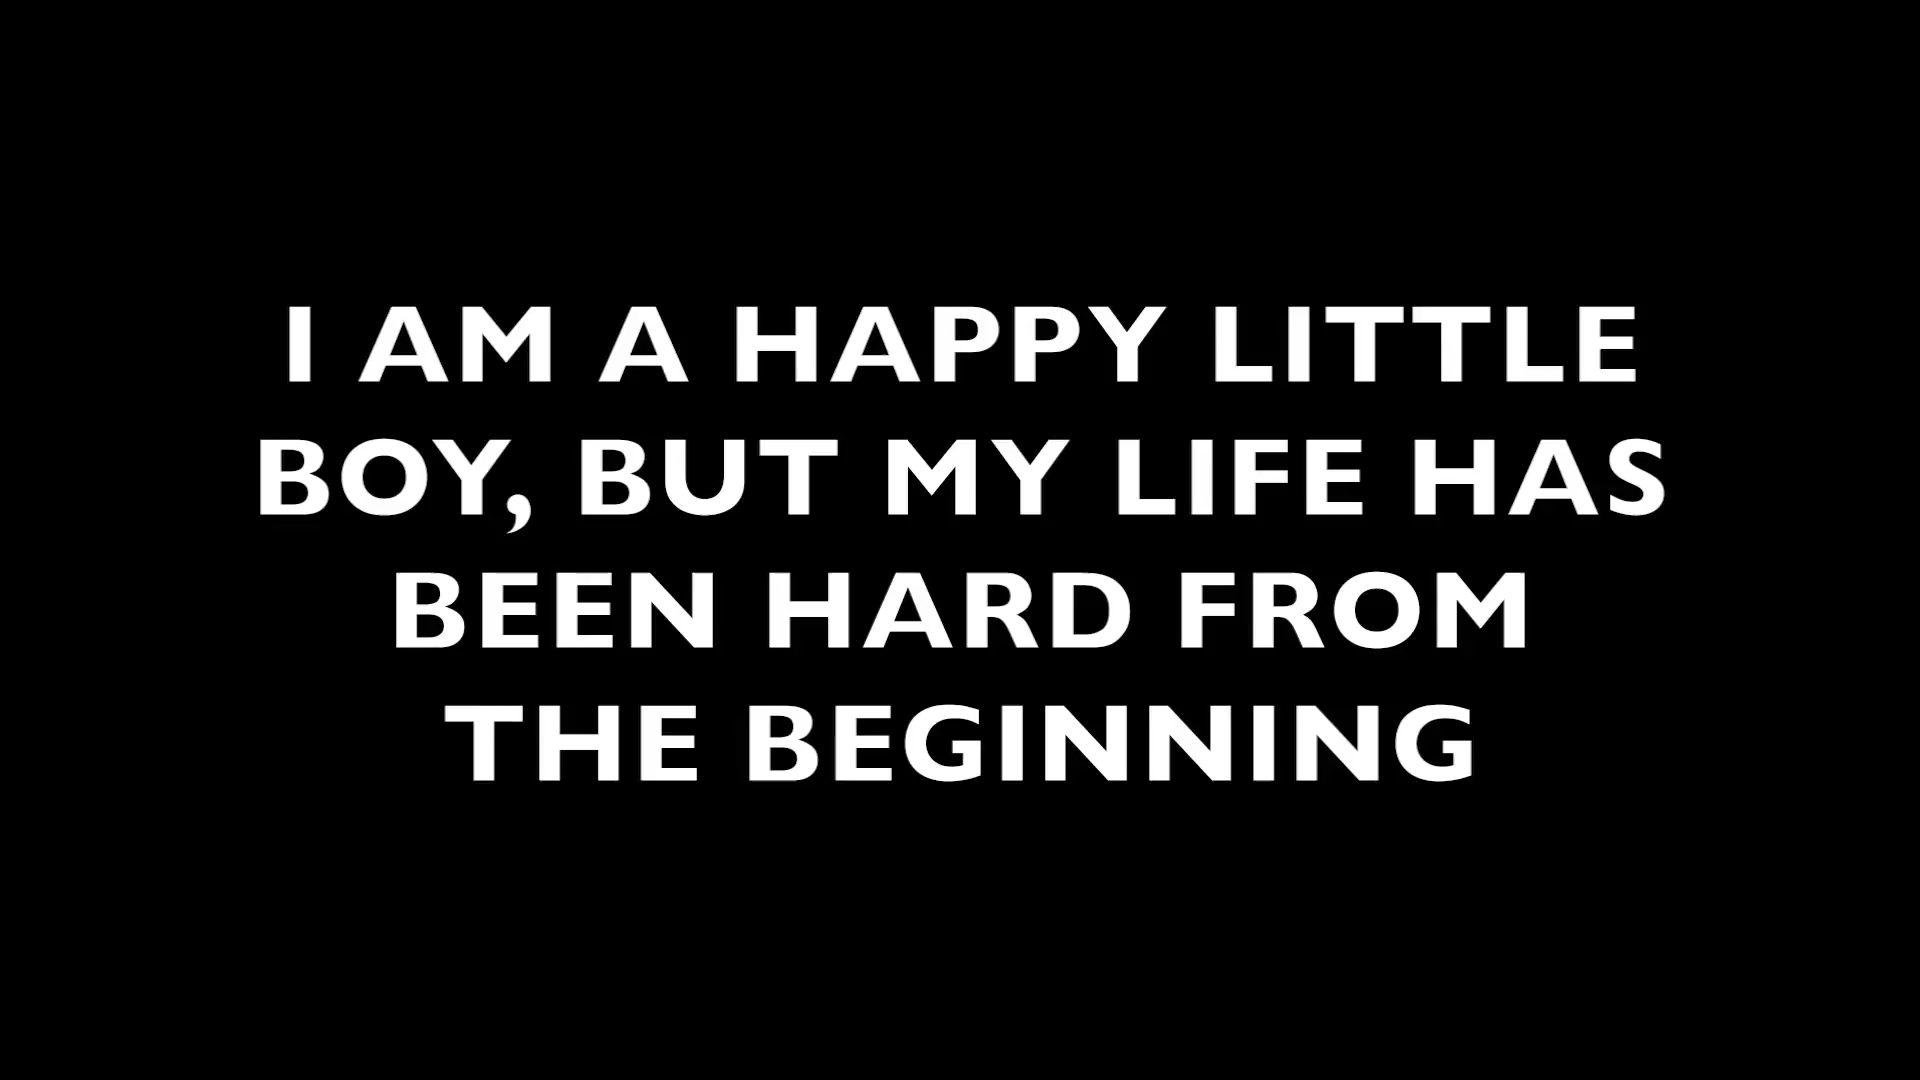 I AM A HAPPY LITTLE
BOY, BUT MY LIFE HAS
BEEN HARD FROM
THE BEGINNING